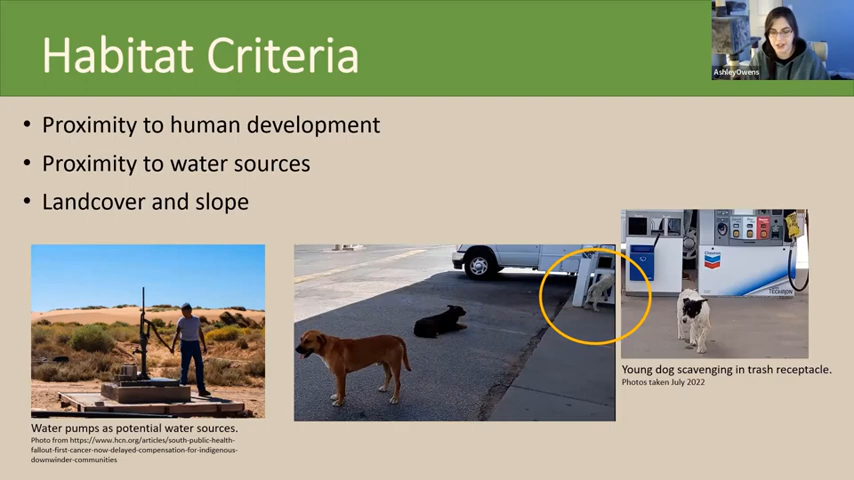 Habitat Criteria
AshleyOwens
• Proximity to human development
• Proximity to water sources
• Landcover and slope
Chevron
TECHRON
Water pumps as potential water sources.
Photo from https://www.hcn.org/articles/south-public-health-
fallout-first-cancer-now-delayed-compensation-for-indigenous-
downwinder-communities
Young dog scavenging in trash receptacle.
Photos taken July 2022